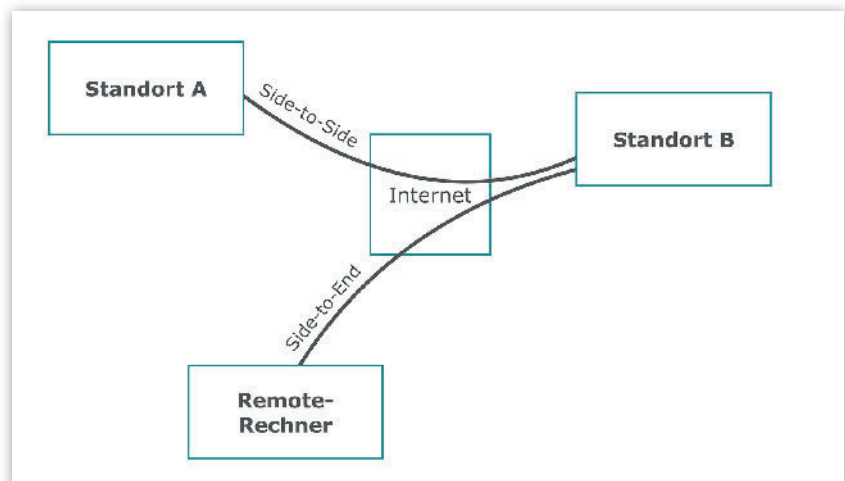 Standort A
Side-to-Side
Standort B
Internet
Side-to-End
Remote-
Rechner